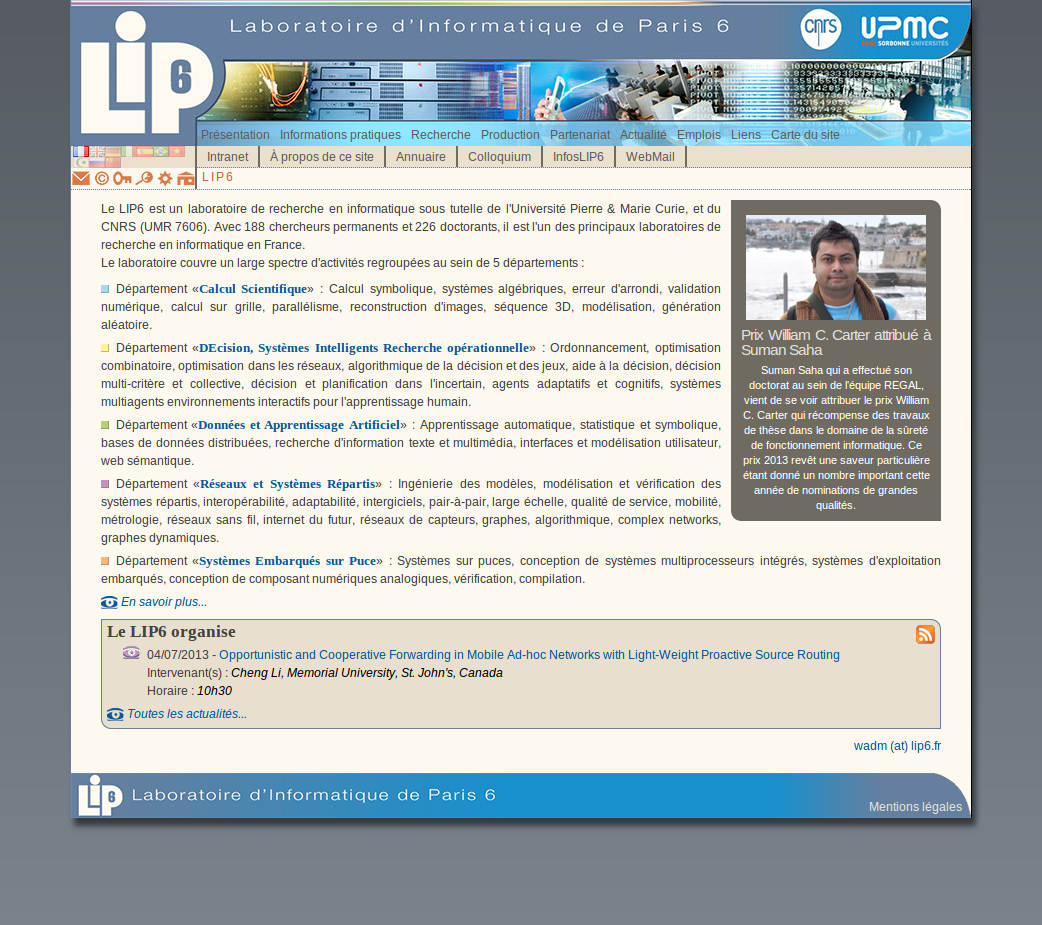 Laboratoire d'Informatique de Paris 6
cnrs
UPMC
SORBONNE UNIVERSITÉS
LIP6
Présentation Informations pratiques Recherche Production Partenariat Actualité Emplois Liens Carte du site
Intranet À propos de ce site Annuaire Colloquium InfosLIP6 WebMail
LIP6
Le LIP6 est un laboratoire de recherche en informatique sous tutelle de l'Université Pierre & Marie Curie, et du
CNRS (UMR 7606). Avec 188 chercheurs permanents et 226 doctorants, il est l'un des principaux laboratoires de
recherche en informatique en France.
Le laboratoire couvre un large spectre d'activités regroupées au sein de 5 départements :
Département «Calcul Scientifique» : Calcul symbolique, systèmes algébriques, erreur d'arrondi, validation
numérique, calcul sur grille, parallélisme, reconstruction d'images, séquence 3D, modélisation, génération
aléatoire.
Département «DEcision, Systèmes Intelligents Recherche opérationnelle» : Ordonnancement, optimisation
combinatoire, optimisation dans les réseaux, algorithmique de la décision et des jeux, aide à la décision, décision
multi-critère et collective, décision et planification dans l'incertain, agents adaptatifs et cognitifs, systèmes
multiagents environnements interactifs pour l'apprentissage humain.
Département «Données et Apprentissage Artificiel» : Apprentissage automatique, statistique et symbolique,
bases de données distribuées, recherche d'information texte et multimédia, interfaces et modélisation utilisateur,
web sémantique.
Département «Réseaux et Systèmes Répartis» : Ingénierie des modèles, modélisation et vérification des
systèmes répartis, interopérabilité, adaptabilité, intergiciels, pair-à-pair, large échelle, qualité de service, mobilité,
métrologie, réseaux sans fil, internet du futur, réseaux de capteurs, graphes, algorithmique, complex networks,
graphes dynamiques.
Département «Systèmes Embarqués sur Puce» : Systèmes sur puces, conception de systèmes multiprocesseurs intégrés, systèmes d'exploitation
embarqués, conception de composant numériques analogiques, vérification, compilation.
En savoir plus...
Prix William C. Carter attribué à
Suman Saha
Suman Saha qui a effectué son
doctorat au sein de l'équipe REGAL,
vient de se voir attribuer le prix William
C. Carter qui récompense des travaux
de thèse dans le domaine de la sûreté
de fonctionnement informatique. Ce
prix 2013 revêt une saveur particulière
étant donné un nombre important cette
année de nominations de grandes
qualités.
Le LIP6 organise
04/07/2013 - Opportunistic and Cooperative Forwarding in Mobile Ad-hoc Networks with Light-Weight Proactive Source Routing
Intervenant(s) : Cheng Li, Memorial University, St. John's, Canada
Horaire : 10h30
Toutes les actualités...
wadm (at) lip6.fr
LIP6 Laboratoire d'Informatique de Paris 6
Mentions légales